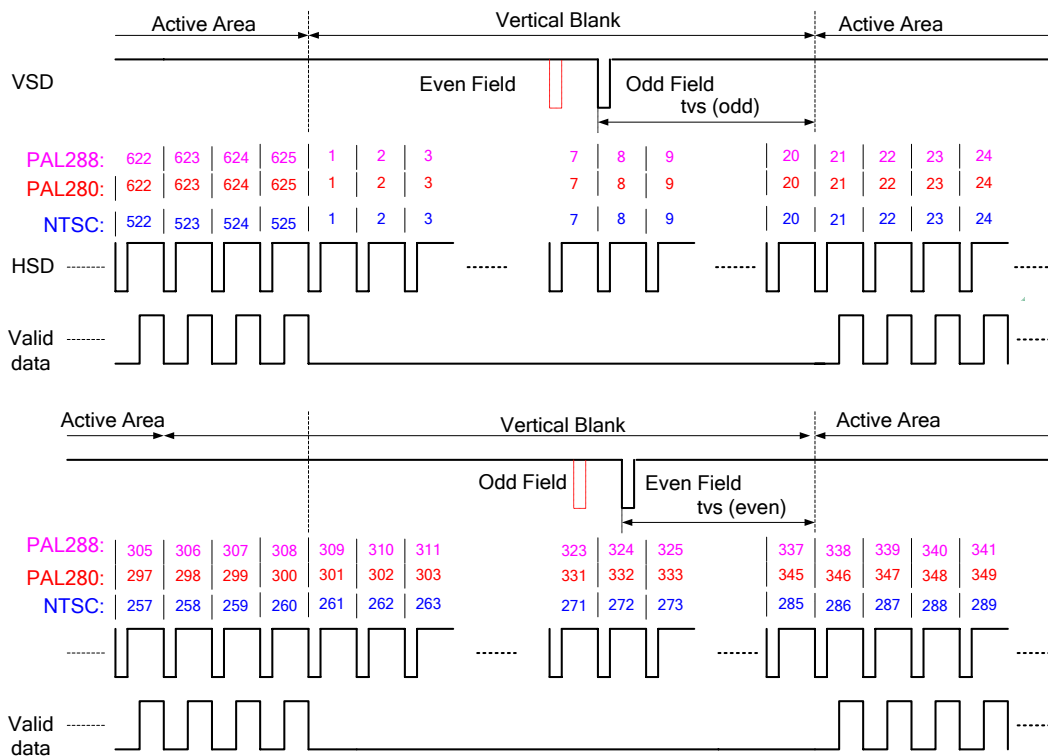 Active Area Vertical Blank Active Area
VSD
Even Field Odd Field
tvs (odd)
PAL288: 622 623 624 625 1 2 3 7 8 9 20 21 22 23 24
PAL280: 622 623 624 625 1 2 3 7 8 9 20 21 22 23 24
NTSC: 522 523 524 525 1 2 3 7 8 9 20 21 22 23 24
HSD
Valid
data
Active Area Vertical Blank Active Area
Odd Field Even Field
tvs (even)
PAL288: 305 306 307 308 309 310 311 323 324 325 337 338 339 340 341
PAL280: 297 298 299 300 301 302 303 331 332 333 345 346 347 348 349
NTSC: 257 258 259 260 261 262 263 271 272 273 285 286 287 288 289
Valid
data